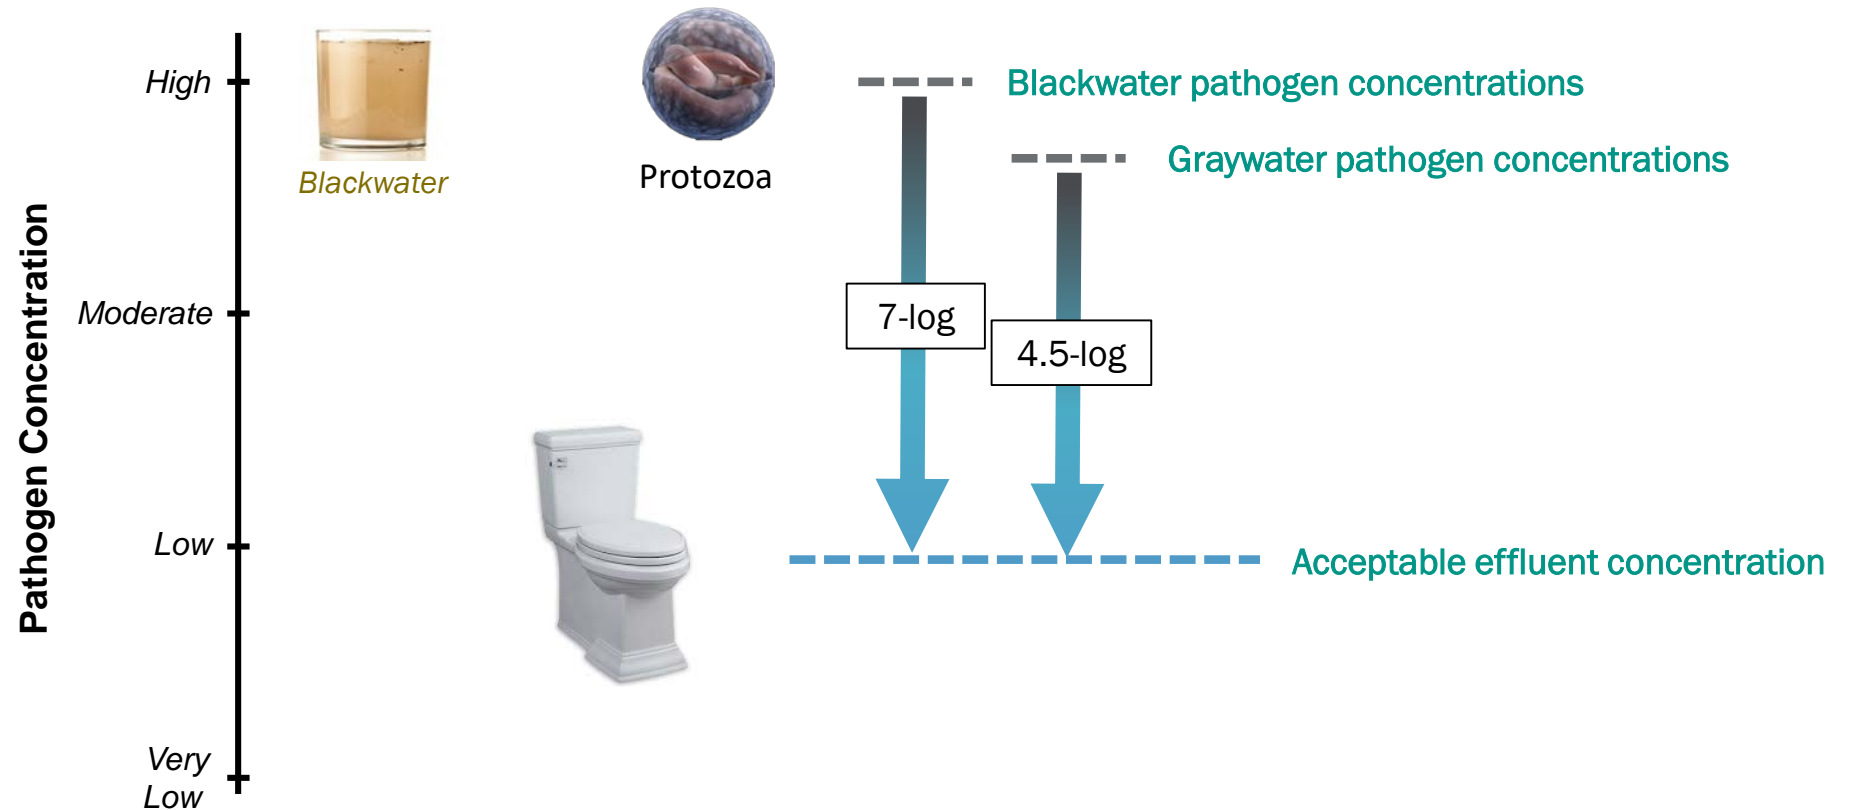 Pathogen Concentration
High
Moderate
Low
Very
Low
Blackwater
Protozoa
Blackwater pathogen concentrations
Graywater pathogen concentrations
7-log
4.5-log
Acceptable effluent concentration